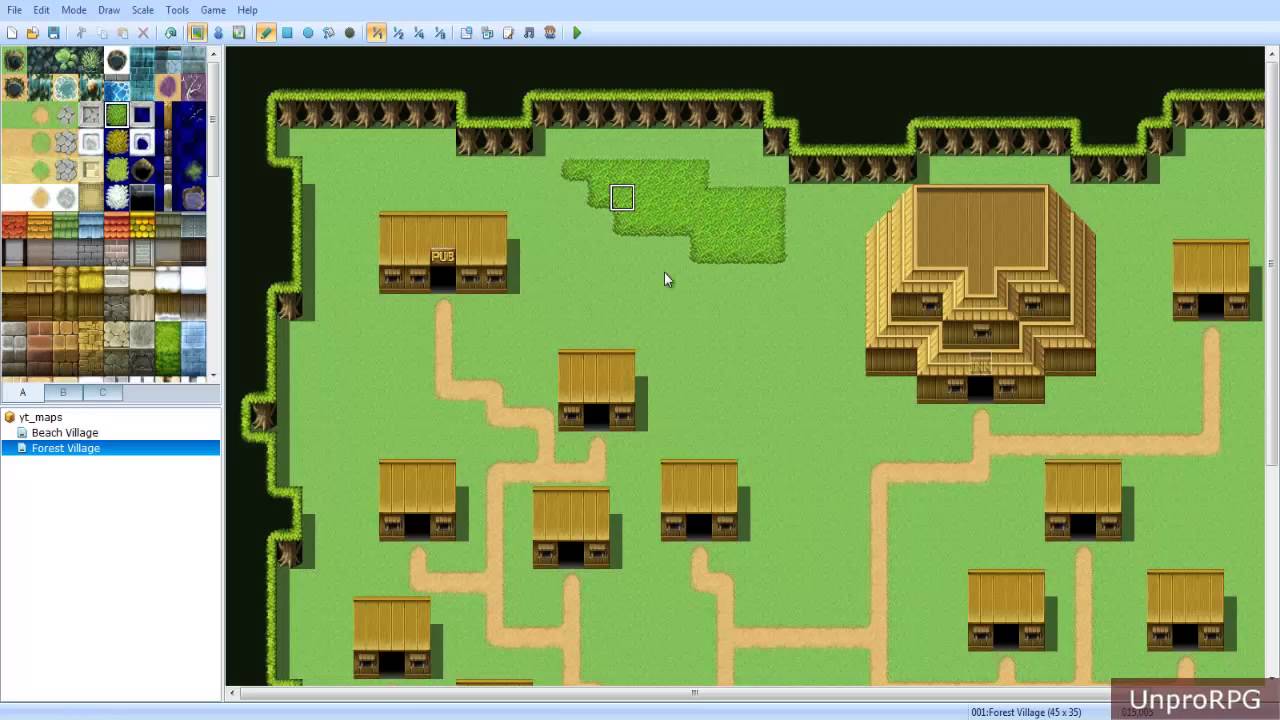 File Edit Mode Draw Scale Tools Game Help
PUB
INN
A B C
yt_maps
Beach Village
Forest Village
001:Forest Village (45 x 35)
UnproRPG